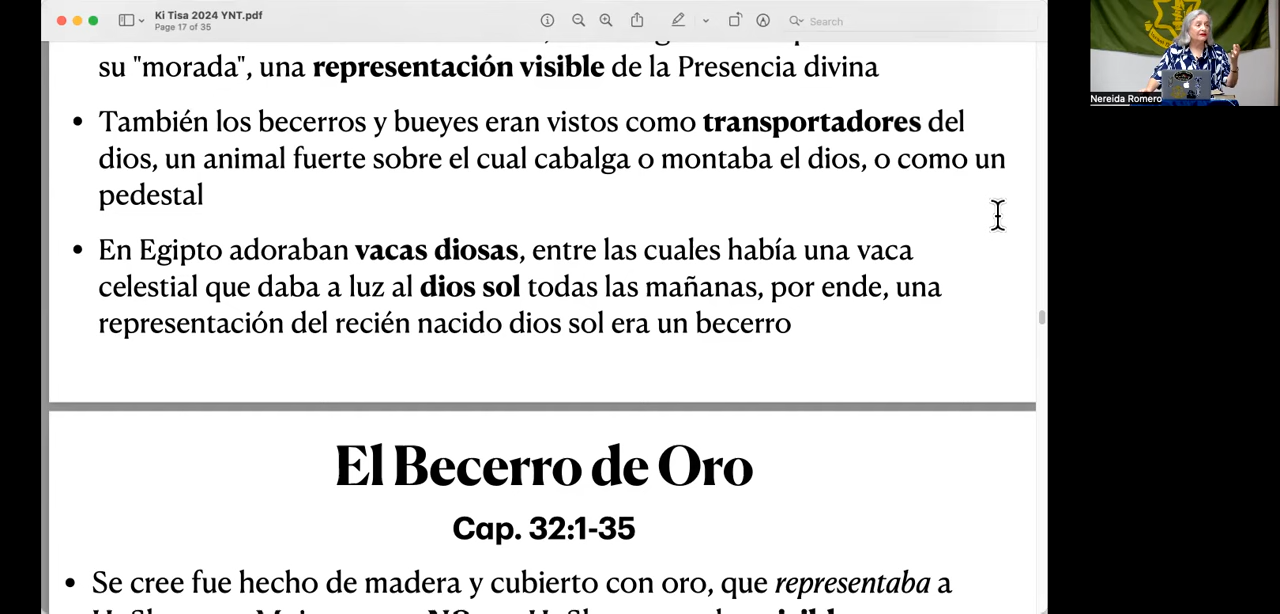 Ki Tisa 2024 YNT.pdf
Page 17 of 35
Search
Nereida Romero
su "morada", una representación visible de la Presencia divina
• También los becerros y bueyes eran vistos como transportadores del
dios, un animal fuerte sobre el cual cabalga o montaba el dios, o como un
pedestal
• En Egipto adoraban vacas diosas, entre las cuales había una vaca
celestial que daba a luz al dios sol todas las mañanas, por ende, una
representación del recién nacido dios sol era un becerro
El Becerro de Oro
Cap. 32:1-35
• Se cree fue hecho de madera y cubierto con oro, que representaba a